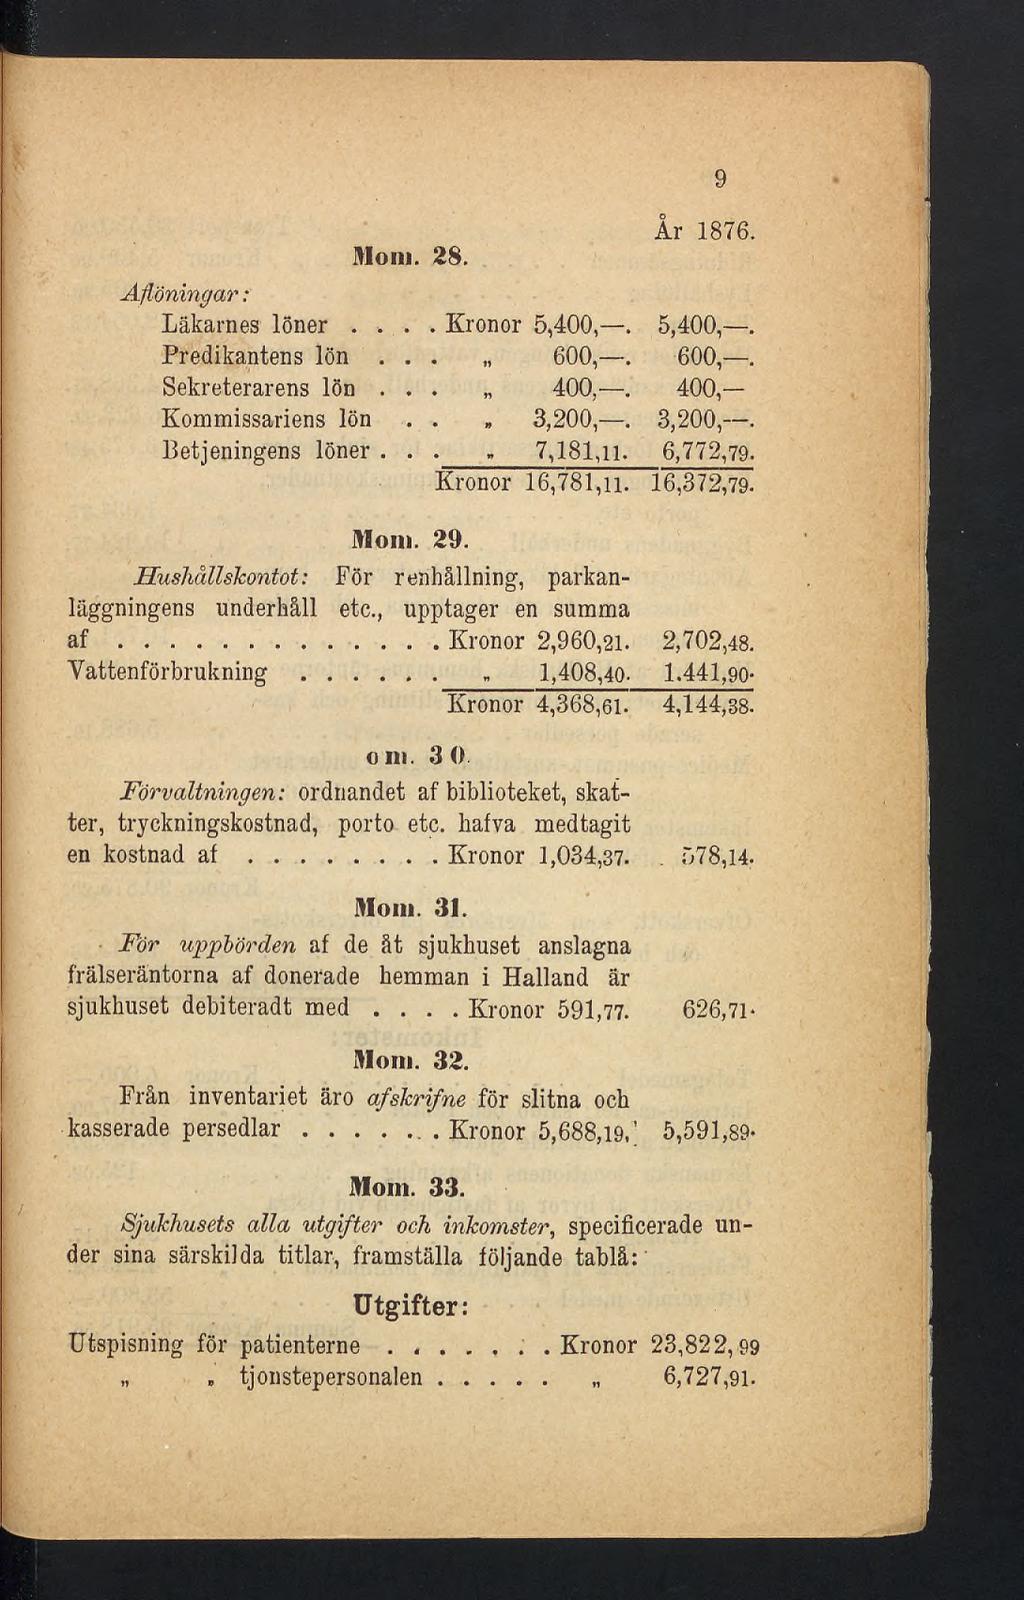 9
År 1876.
Mom. 28.
Aflöningar:
Läkarnes löner . . . . Kronor 5,400,—. 5,400,—.
Predikantens lön . . . „ 600,—. 600,—.
Sekreterarens lön . . . „ 400,—. 400,—
Kommissariens lön . . „ 3,200,—. 3,200,—.
Betjeningens löner . . . „ 7,181,11. 6,772,79.
Kronor 16,781,11. 16,372,79.
Mom. 29.
Hushållskontot: För renhållning, parkan-
läggningens underhåll etc., upptager en summa
af . . . . . . . . . . . . . Kronor 2,960,21. 2,702,48.
Vattenförbrukning . . . . . . „ 1,408,40. 1.441,90.
Kronor 4,368,61. 4,144,38.
om. 30.
Förvaltningen: ordnandet af biblioteket, skat-
ter, tryckningskostnad, porto etc. hafva medtagit
en kostnad af . . . . . . . . Kronor 1,034,37. 578,14.
Mom. 31.
För uppbörden af de åt sjukhuset anslagna
frälseräntorna af donerade hemman i Halland är
sjukhuset debiteradt med . . . . Kronor 591,77. 626,71.
Mom. 32.
Från inventariet äro afskrifne för slitna och
kasserade persedlar . . . . . . . Kronor 5,688,19. 5,591,89.
Mom. 33.
Sjukhusets alla utgifter och inkomster, specificerade un-
der sina särskilda titlar, framställa följande tablå:
Utgifter:
Utspisning för patienterne . . . . . . . Kronor 23,822,99
„ „ tjonstepersonalen . . . . . „ 6,727,91.